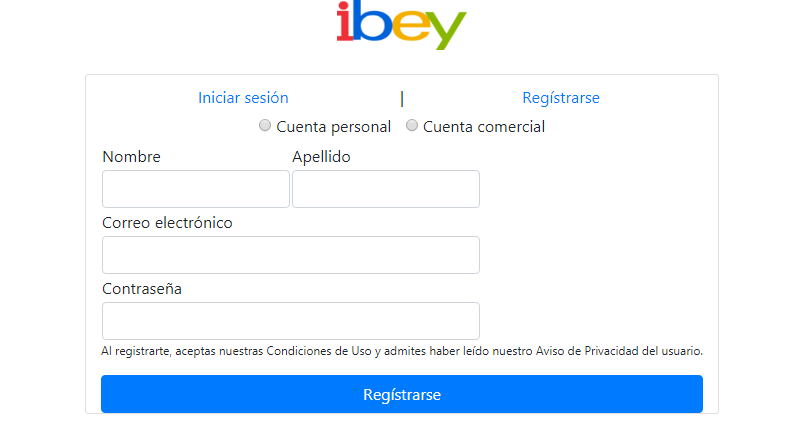 ibey
Iniciar sesión | Regístrarse
Cuenta personal Cuenta comercial
Nombre Apellido
Correo electrónico
Contraseña
Al registrarte, aceptas nuestras Condiciones de Uso y admites haber leído nuestro Aviso de Privacidad del usuario.
Regístrarse